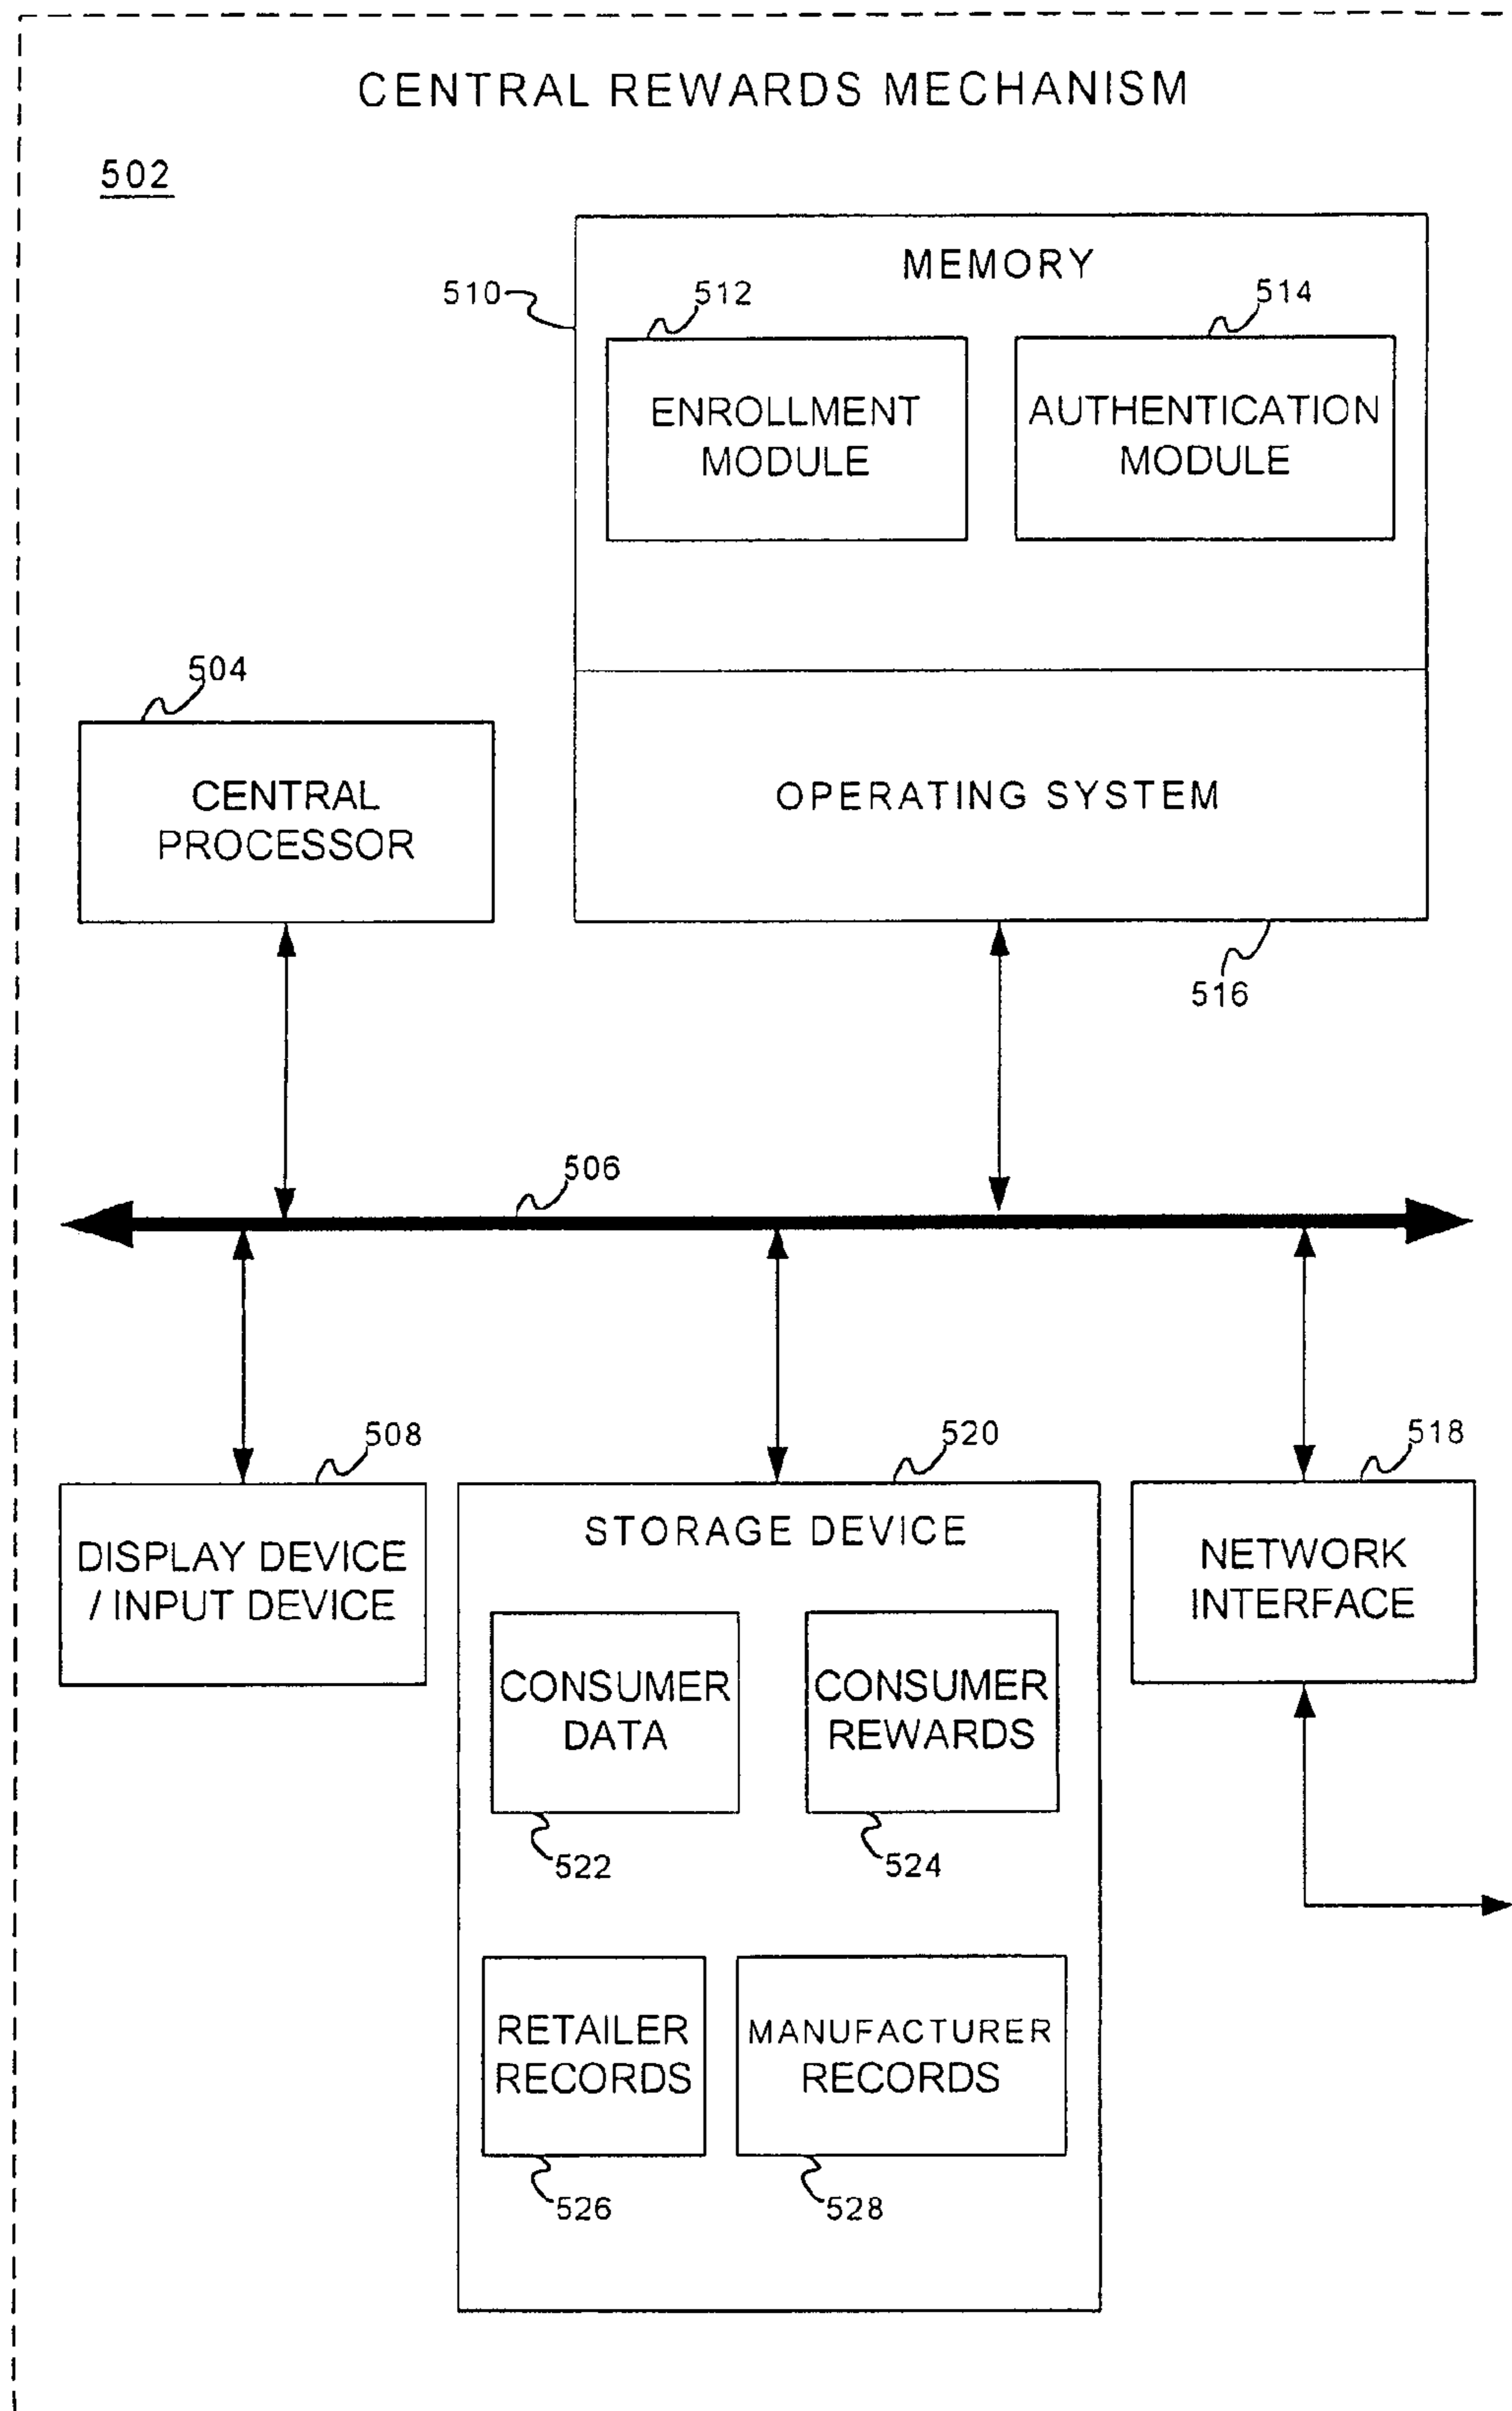 CENTRAL REWARDS MECHANISM
502
MEMORY
510
512
514
ENROLLMENT
MODULE
AUTHENTICATION
MODULE
504
CENTRAL
PROCESSOR
OPERATING SYSTEM
516
506
508
520
518
DISPLAY DEVICE
/ INPUT DEVICE
STORAGE DEVICE
NETWORK
INTERFACE
CONSUMER
DATA
CONSUMER
REWARDS
522
524
RETAILER
RECORDS
MANUFACTURER
RECORDS
526
528